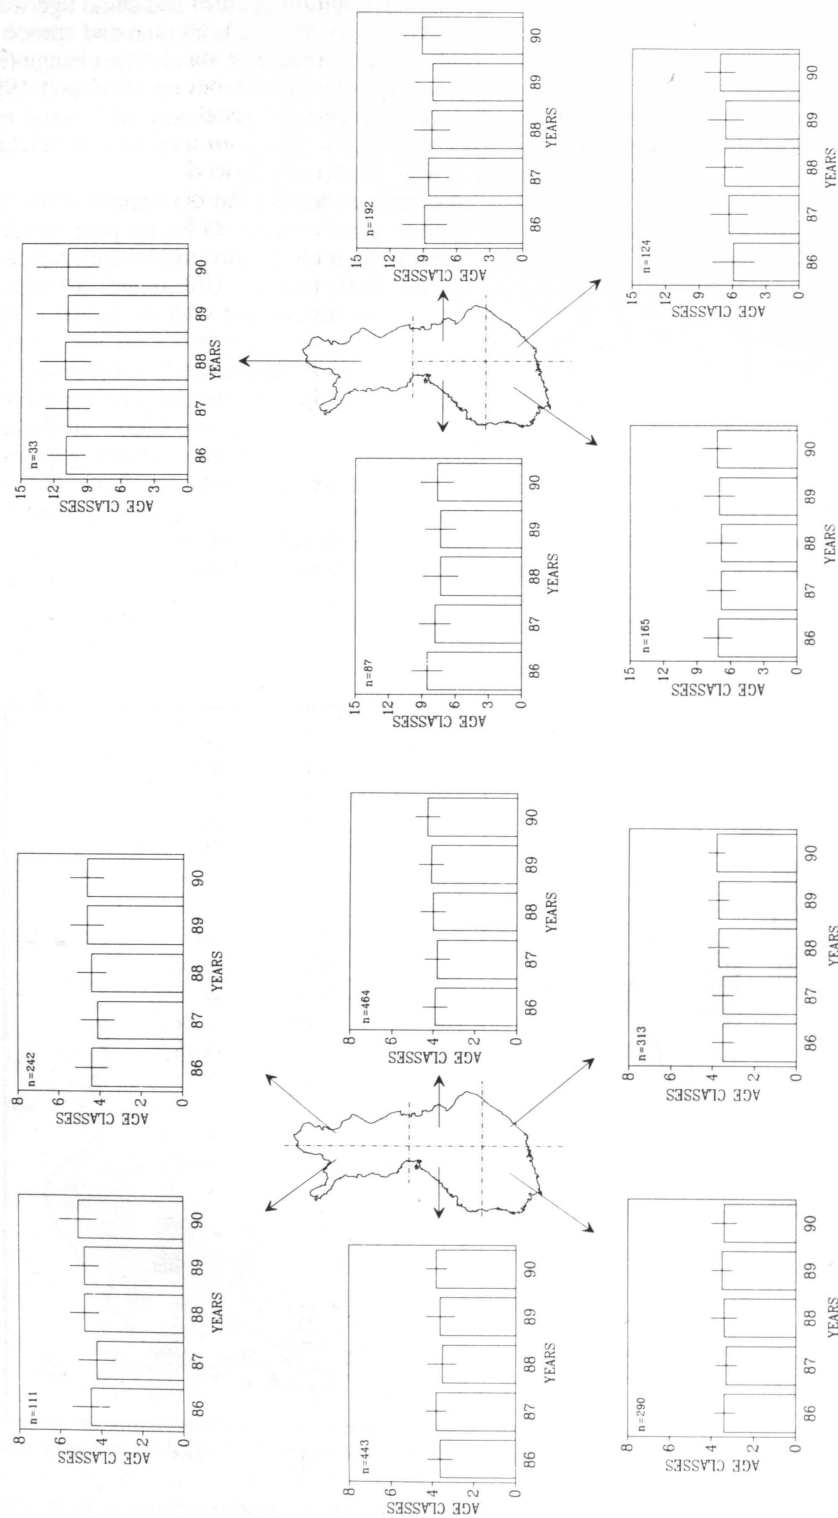 n=111
8
6
4
2
0
AGE CLASSES
86 87 88 89 90
YEARS
n=242
8
6
4
2
0
AGE CLASSES
86 87 88 89 90
YEARS
n=443
8
6
4
2
0
AGE CLASSES
86 87 88 89 90
YEARS
n=464
8
6
4
2
0
AGE CLASSES
86 87 88 89 90
YEARS
n=290
8
6
4
2
0
AGE CLASSES
86 87 88 89 90
YEARS
n=313
8
6
4
2
0
AGE CLASSES
86 87 88 89 90
YEARS
n=33
15
12
9
6
3
0
AGE CLASSES
86 87 88 89 90
YEARS
n=87
15
12
9
6
3
0
AGE CLASSES
86 87 88 89 90
YEARS
n=192
15
12
9
6
3
0
AGE CLASSES
86 87 88 89 90
YEARS
n=165
15
12
9
6
3
0
AGE CLASSES
86 87 88 89 90
YEARS
n=124
15
12
9
6
3
0
AGE CLASSES
86 87 88 89 90
YEARS